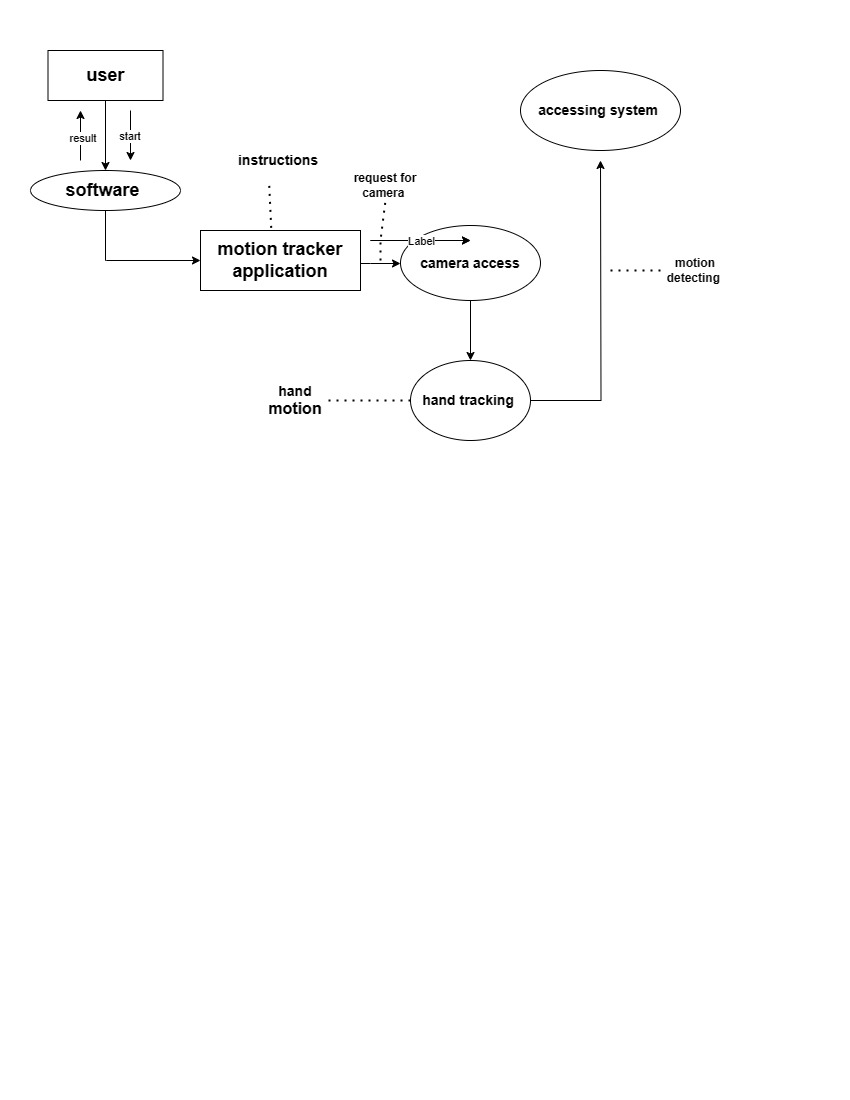 user
accessing system
result
start
instructions
request for
camera
software
motion tracker
application
Label
camera access
motion
detecting
hand
motion
hand tracking